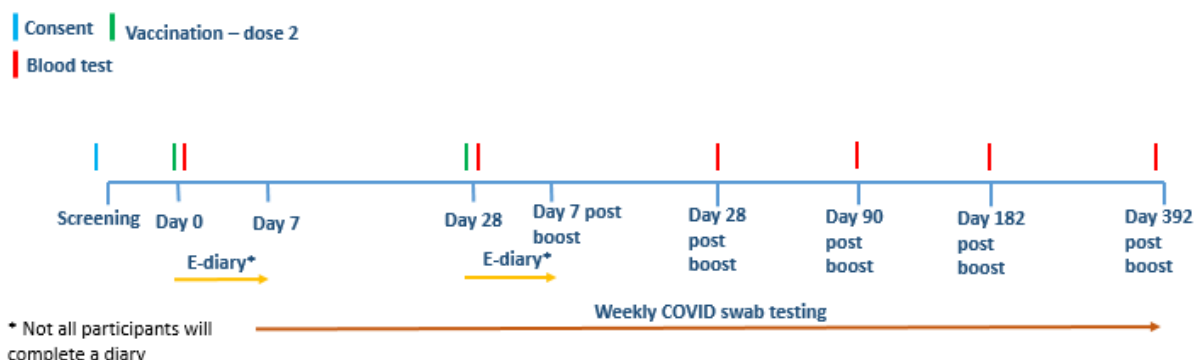 Consent
Vaccination – dose 2
Blood test
Screening
Day 0
Day 7
Day 28
Day 7 post
boost
Day 28
post
boost
Day 90
post
boost
Day 182
post
boost
Day 392
post
boost
E-diary*
E-diary*
Weekly COVID swab testing
* Not all participants will
complete a diary